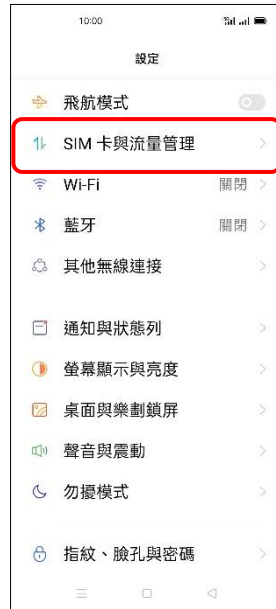 10:00
設定
飛航模式
SIM 卡與流量管理
Wi-Fi 關閉
藍牙 關閉
其他無線連接
通知與狀態列
螢幕顯示與亮度
桌面與樂劃鎖屏
聲音與震動
勿擾模式
指紋、臉孔與密碼